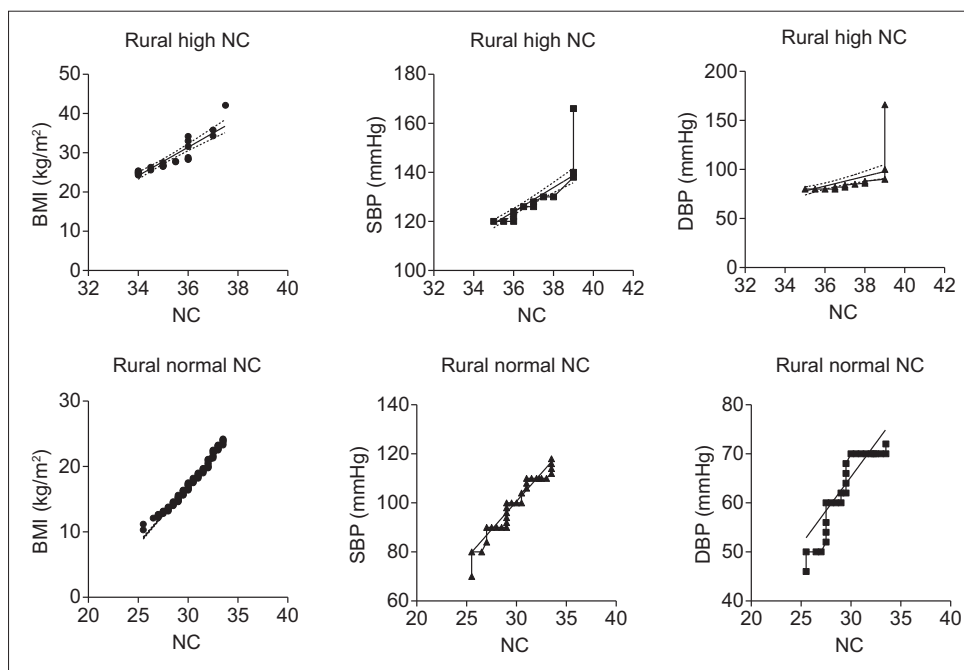 Rural high NC
50
40
30
20
10
0
BMI (kg/m²)
32 34 36 38 40
NC
Rural high NC
180
160
140
120
100
SBP (mmHg)
32 34 36 38 40 42
NC
Rural high NC
200
150
100
50
0
DBP (mmHg)
32 34 36 38 40 42
NC
Rural normal NC
30
20
10
0
BMI (kg/m²)
20 25 30 35 40
NC
Rural normal NC
140
120
100
80
60
SBP (mmHg)
20 25 30 35 40
NC
Rural normal NC
80
70
60
50
40
DBP (mmHg)
20 25 30 35 40
NC